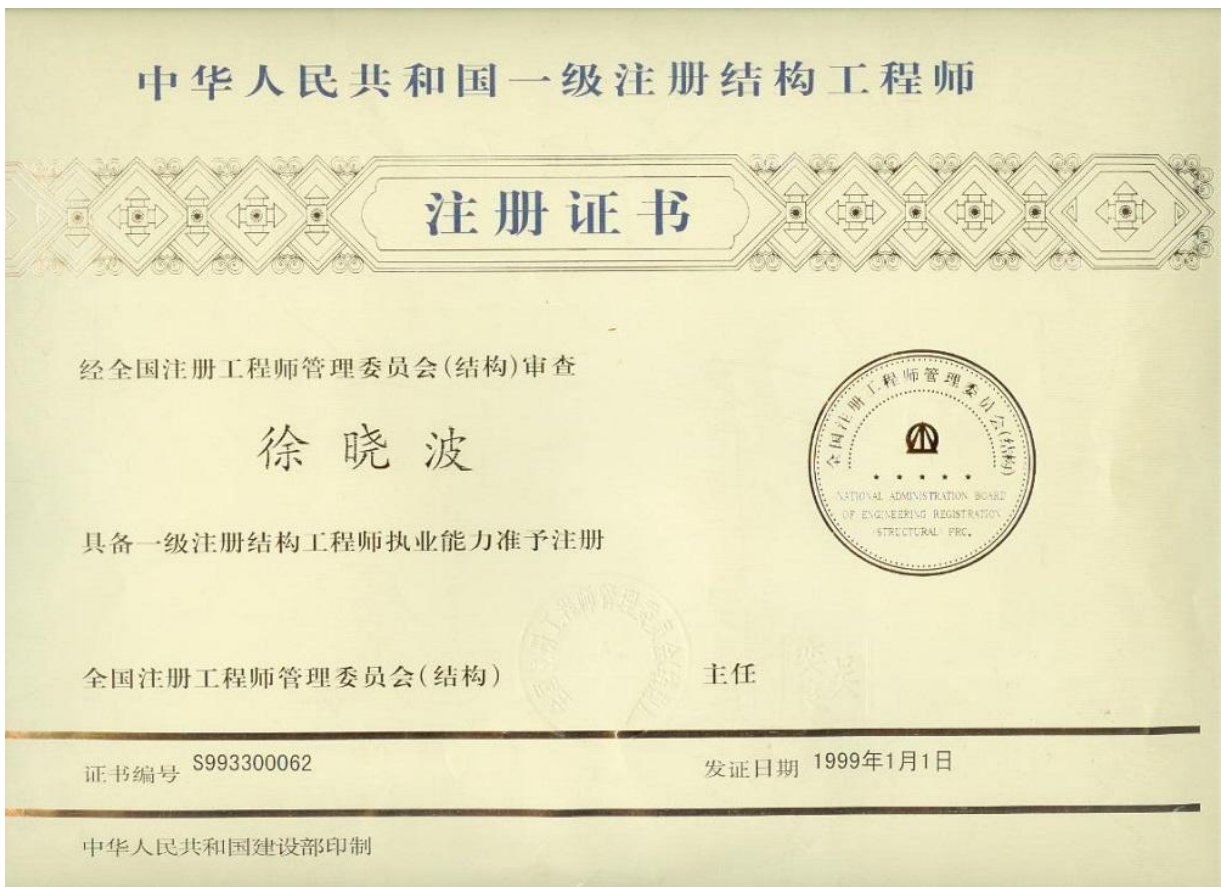 中华人民共和国一级注册结构工程师
注册证书
经全国注册工程师管理委员会(结构)审查
徐晓波
具备一级注册结构工程师执业能力准予注册
全国注册工程师管理委员会(结构)
NATIONAL ADMINISTRATION BOARD
OF ENGINEERING REGISTRATION
(STRUCTURAL) PRC.
全国注册工程师管理委员会(结构)
主任
证书编号 S993300062
发证日期 1999年1月1日
中华人民共和国建设部印制